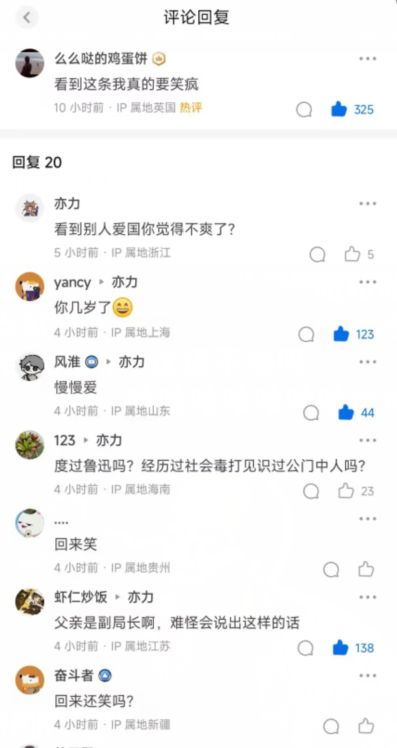 评论回复
么么哒的鸡蛋饼
看到这条我真的要笑疯
10 小时前 · IP 属地英国 热评
325
回复 20
亦力
看到别人爱国你觉得不爽了?
5 小时前 · IP 属地浙江
5
yancy 亦力
你几岁了😄
4 小时前 · IP 属地上海
123
风淮 亦力
慢慢爱
4 小时前 · IP 属地山东
44
123 亦力
度过鲁迅吗？经历过社会毒打见识过公门中人吗？
4 小时前 · IP 属地海南
23
....
回来笑
4 小时前 · IP 属地贵州
虾仁炒饭 亦力
父亲是副局长啊，难怪会说出这样的话
4 小时前 · IP 属地江苏
138
奋斗者
回来还笑吗?
4 小时前 · IP 属地新疆